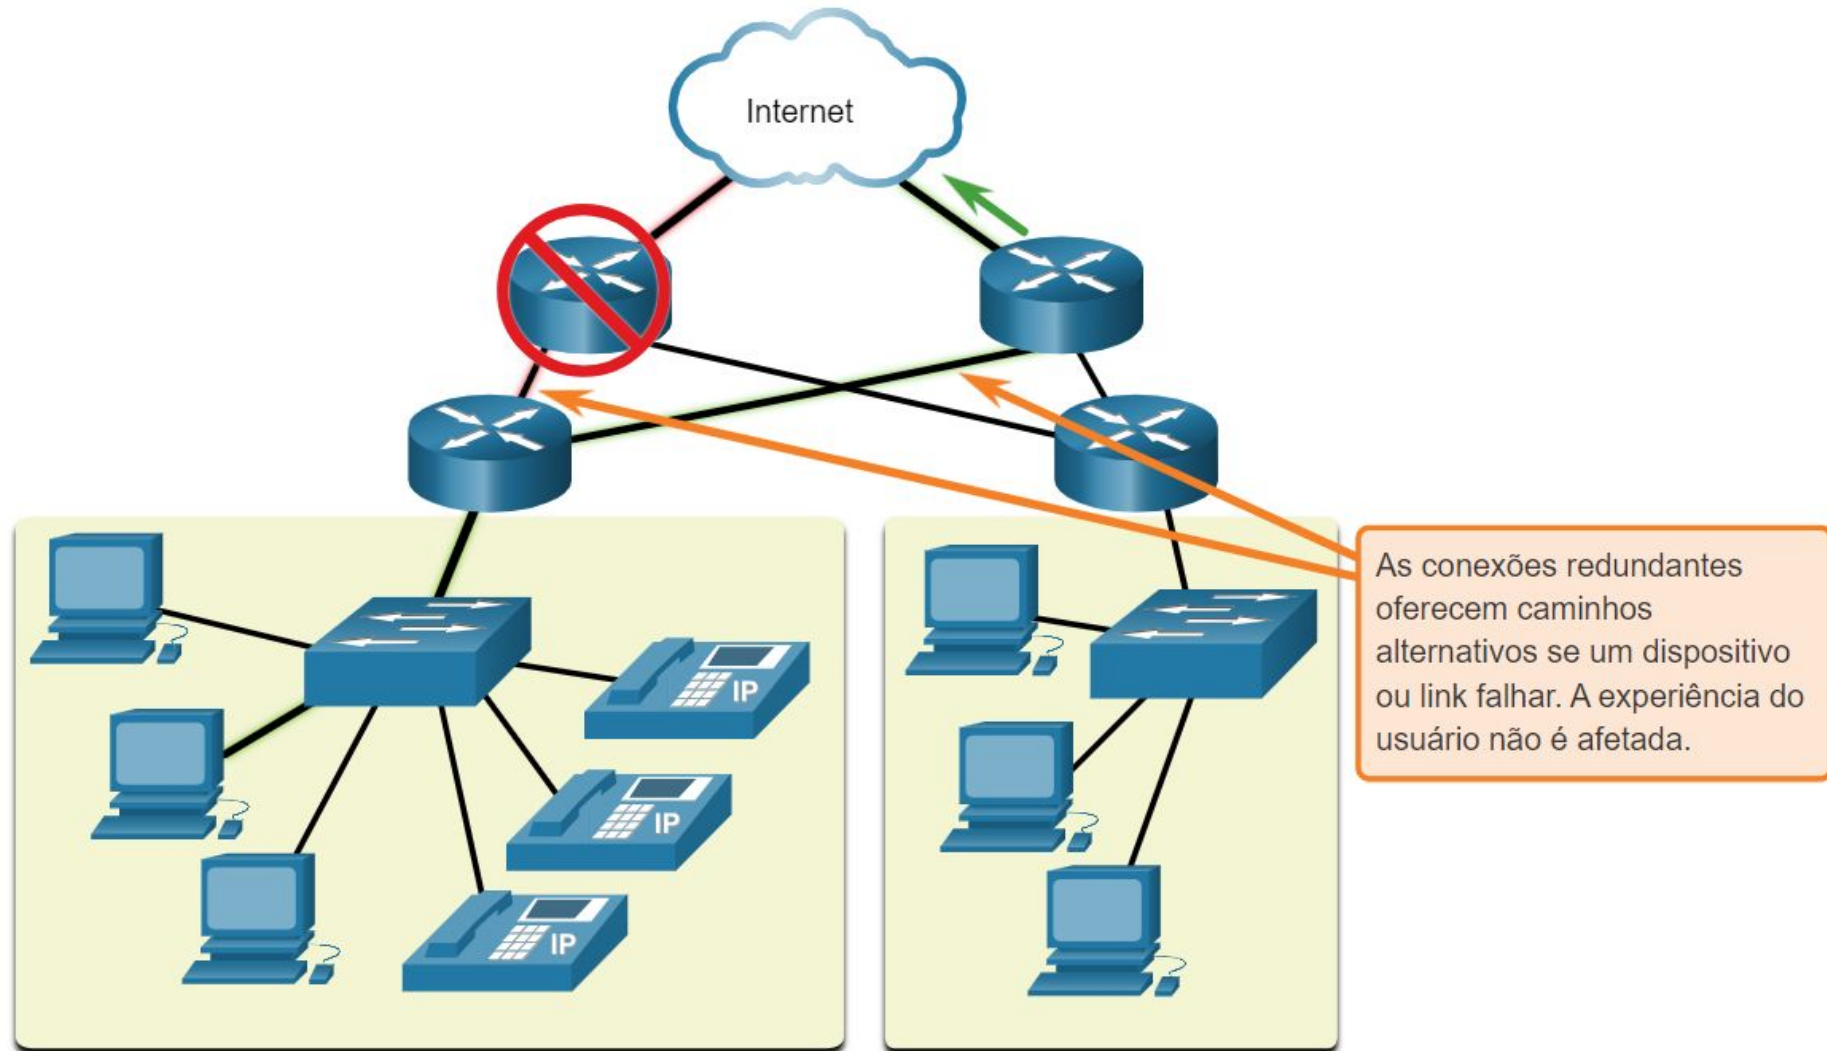 Internet
As conexões redundantes
oferecem caminhos
alternativos se um dispositivo
ou link falhar. A experiência do
usuário não é afetada.
IP
IP
IP